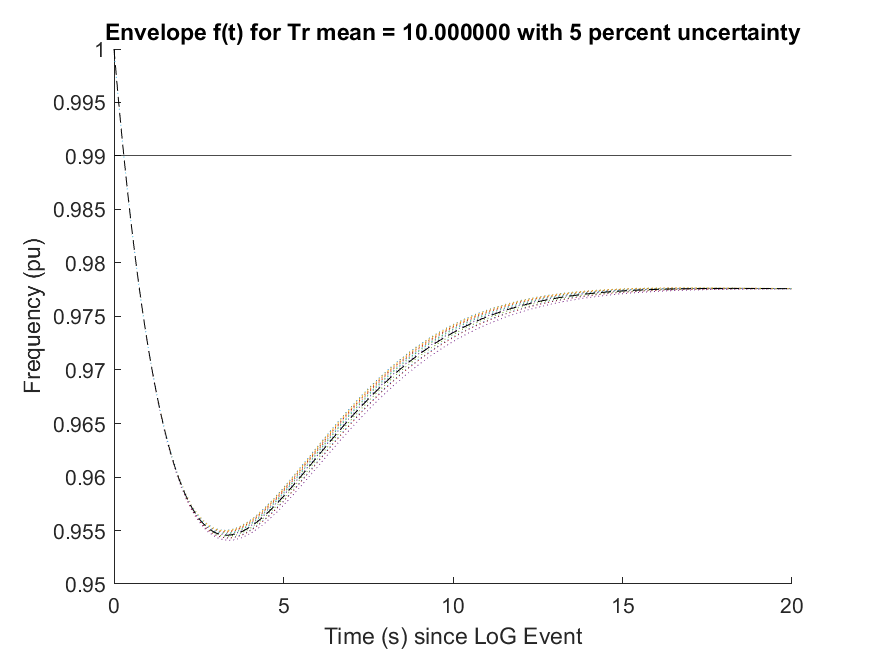 Envelope f(t) for Tr mean = 10.000000 with 5 percent uncertainty
1
0.995
0.99
0.985
0.98
0.975
0.97
0.965
0.96
0.955
0.95
Frequency (pu)
0 5 10 15 20
Time (s) since LoG Event